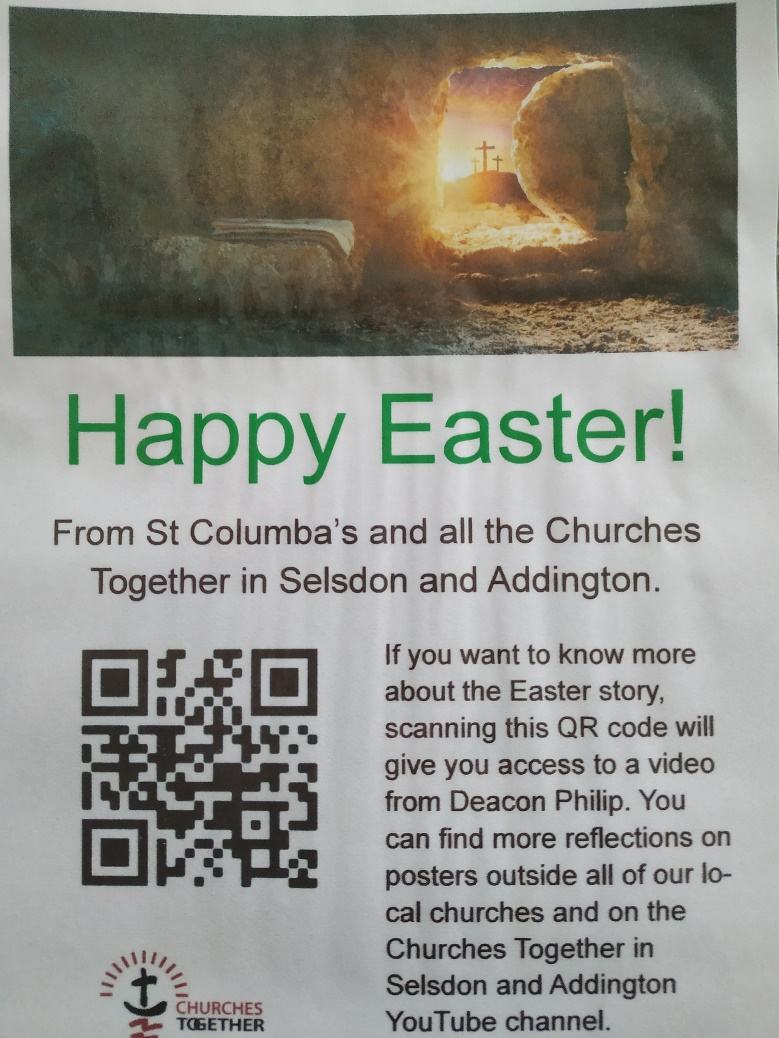 Happy Easter!
From St Columba's and all the Churches
Together in Selsdon and Addington.
If you want to know more
about the Easter story,
scanning this QR code will
give you access to a video
from Deacon Philip. You
can find more reflections on
posters outside all of our lo-
cal churches and on the
Churches Together in
Selsdon and Addington
YouTube channel.
CHURCHES
TOGETHER